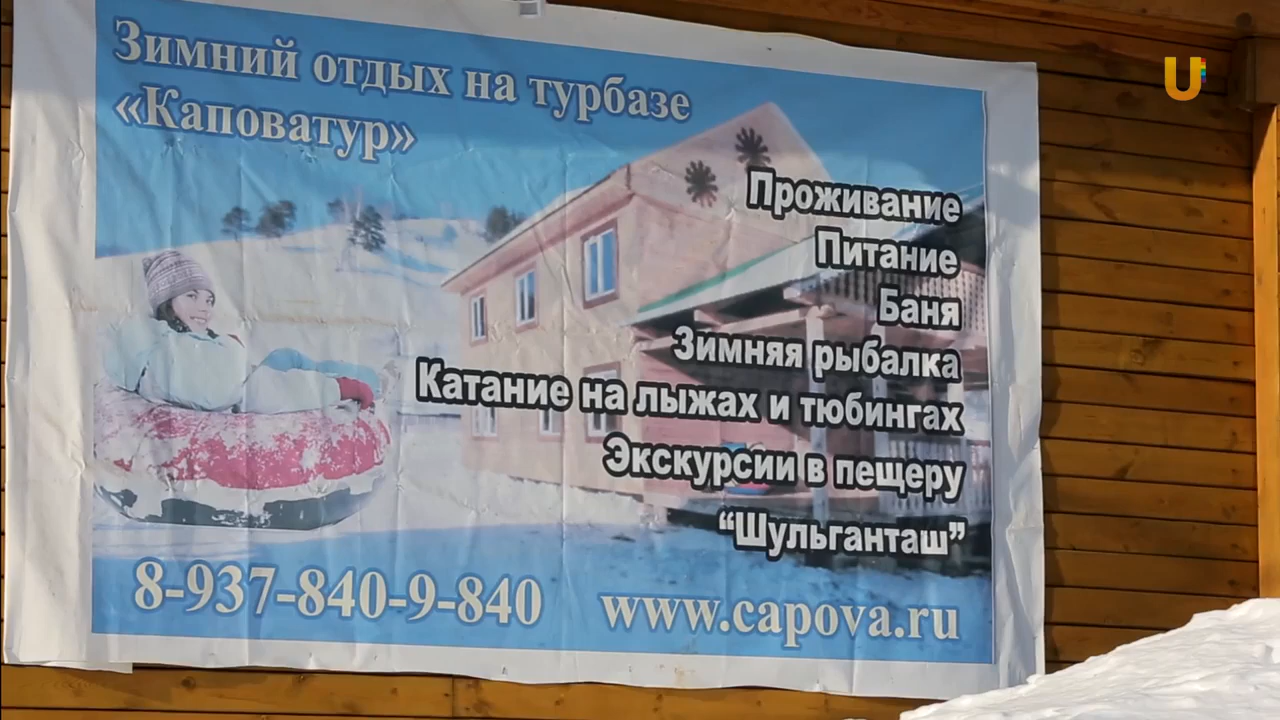 Зимний отдых на турбазе
«Каповатур»
Проживание
Питание
Баня
Зимняя рыбалка
Катание на лыжах и тюбингах
Экскурсии в пещеру
“Шульганташ”
8-937-840-9-840
www.capova.ru
U